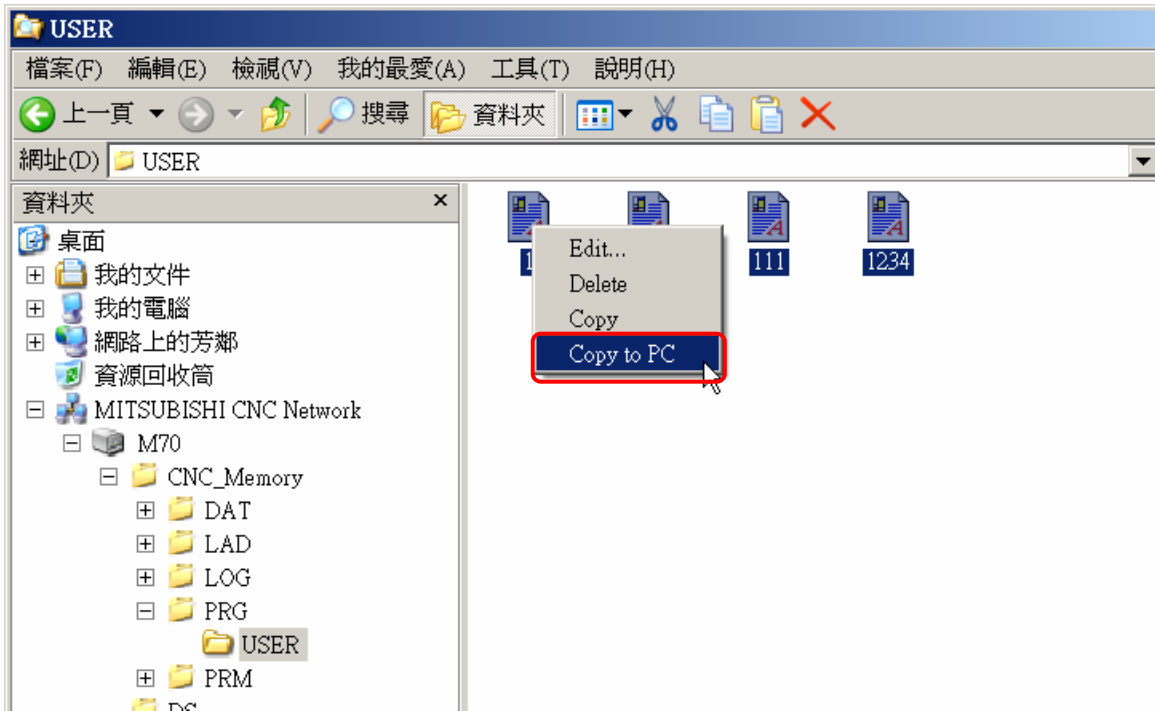 USER
檔案(F) 編輯(E) 檢視(V) 我的最愛(A) 工具(T) 說明(H)
上一頁 搜尋 資料夾
網址(D) USER
資料夾 ×
桌面
我的文件
我的電腦
網路上的芳鄰
資源回收筒
MITSUBISHI CNC Network
M70
CNC_Memory
DAT
LAD
LOG
PRG
USER
PRM
DS
111
1234
Edit...
Delete
Copy
Copy to PC